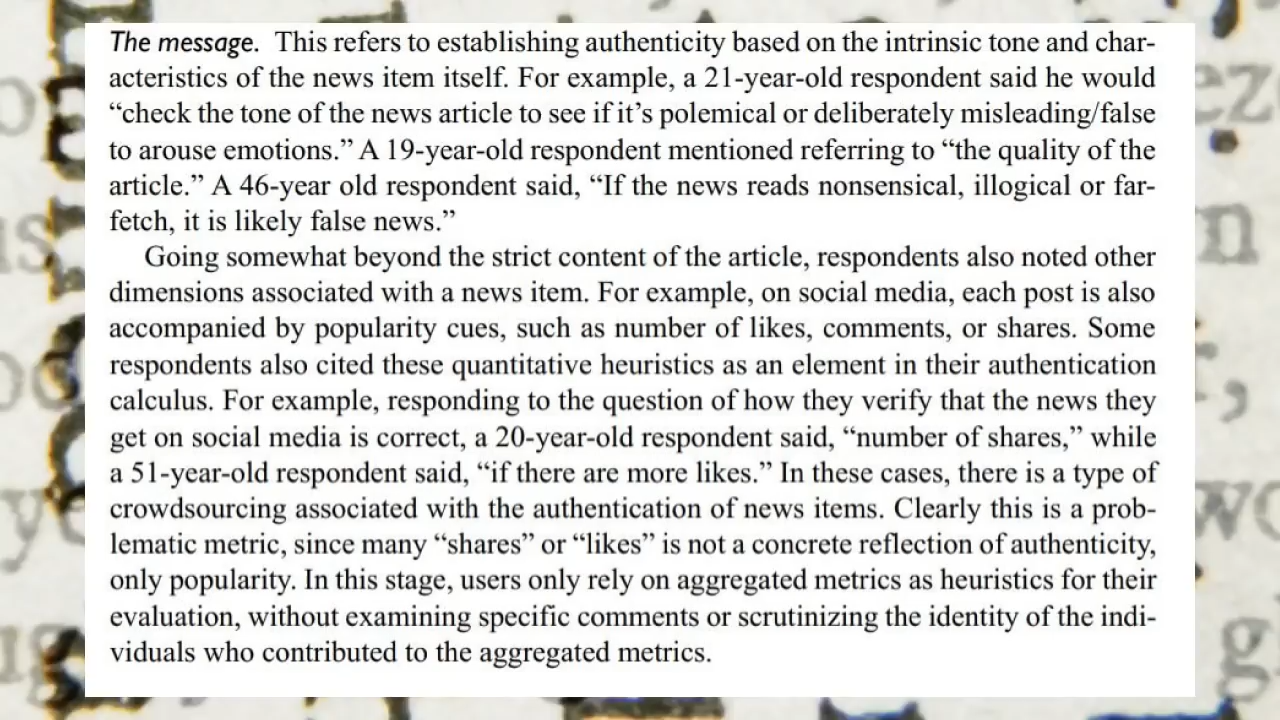 The message. This refers to establishing authenticity based on the intrinsic tone and char-
acteristics of the news item itself. For example, a 21-year-old respondent said he would
“check the tone of the news article to see if it’s polemical or deliberately misleading/false
to arouse emotions.” A 19-year-old respondent mentioned referring to “the quality of the
article.” A 46-year old respondent said, “If the news reads nonsensical, illogical or far-
fetch, it is likely false news.”
Going somewhat beyond the strict content of the article, respondents also noted other
dimensions associated with a news item. For example, on social media, each post is also
accompanied by popularity cues, such as number of likes, comments, or shares. Some
respondents also cited these quantitative heuristics as an element in their authentication
calculus. For example, responding to the question of how they verify that the news they
get on social media is correct, a 20-year-old respondent said, “number of shares,” while
a 51-year-old respondent said, “if there are more likes.” In these cases, there is a type of
crowdsourcing associated with the authentication of news items. Clearly this is a prob-
lematic metric, since many “shares” or “likes” is not a concrete reflection of authenticity,
only popularity. In this stage, users only rely on aggregated metrics as heuristics for their
evaluation, without examining specific comments or scrutinizing the identity of the indi-
viduals who contributed to the aggregated metrics.